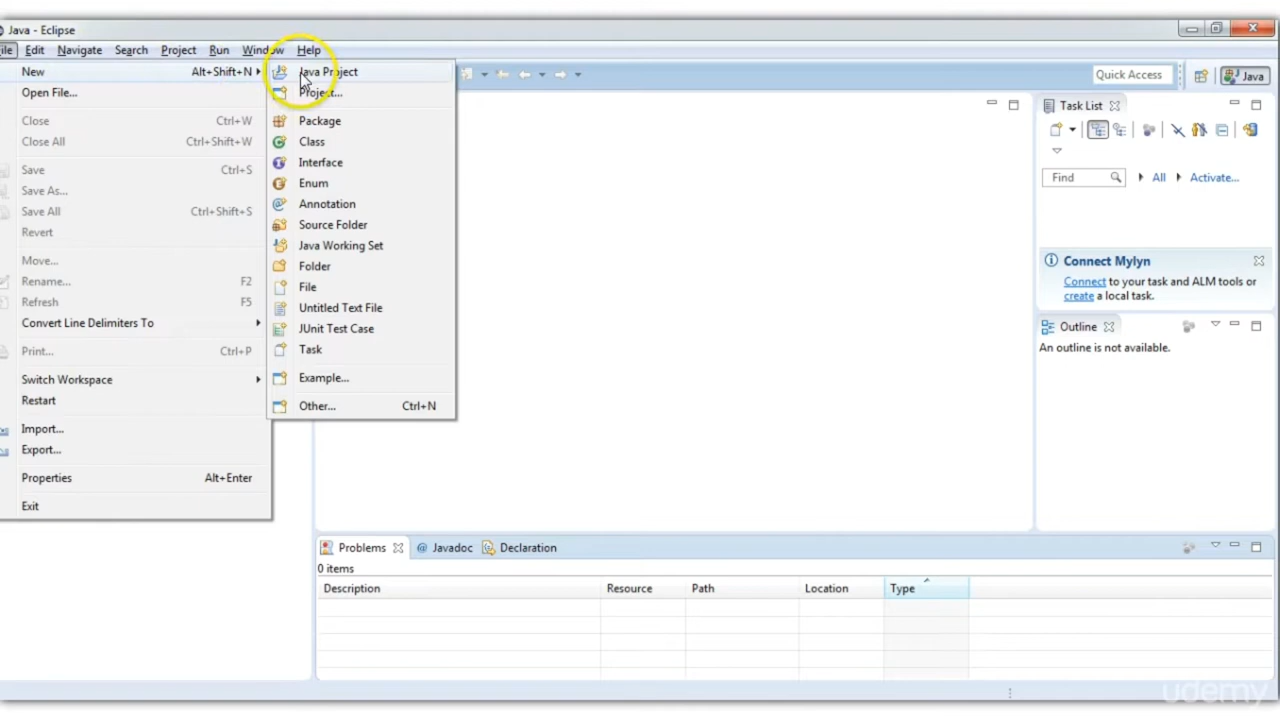 Java - Eclipse
ile Edit Navigate Search Project Run Window Help
New Alt+Shift+N
Open File...
Close Ctrl+W
Close All Ctrl+Shift+W
Save Ctrl+S
Save As...
Save All Ctrl+Shift+S
Revert
Move...
Rename... F2
Refresh F5
Convert Line Delimiters To
Print... Ctrl+P
Switch Workspace
Restart
Import...
Export...
Properties Alt+Enter
Exit
Java Project
Project...
Package
Class
Interface
Enum
Annotation
Source Folder
Java Working Set
Folder
File
Untitled Text File
JUnit Test Case
Task
Example...
Other... Ctrl+N
Quick Access
Java
Task List
Find All Activate...
Connect Mylyn
Connect to your task and ALM tools or
create a local task.
Outline
An outline is not available.
Problems @ Javadoc Declaration
0 items
Description Resource Path Location Type
udemy